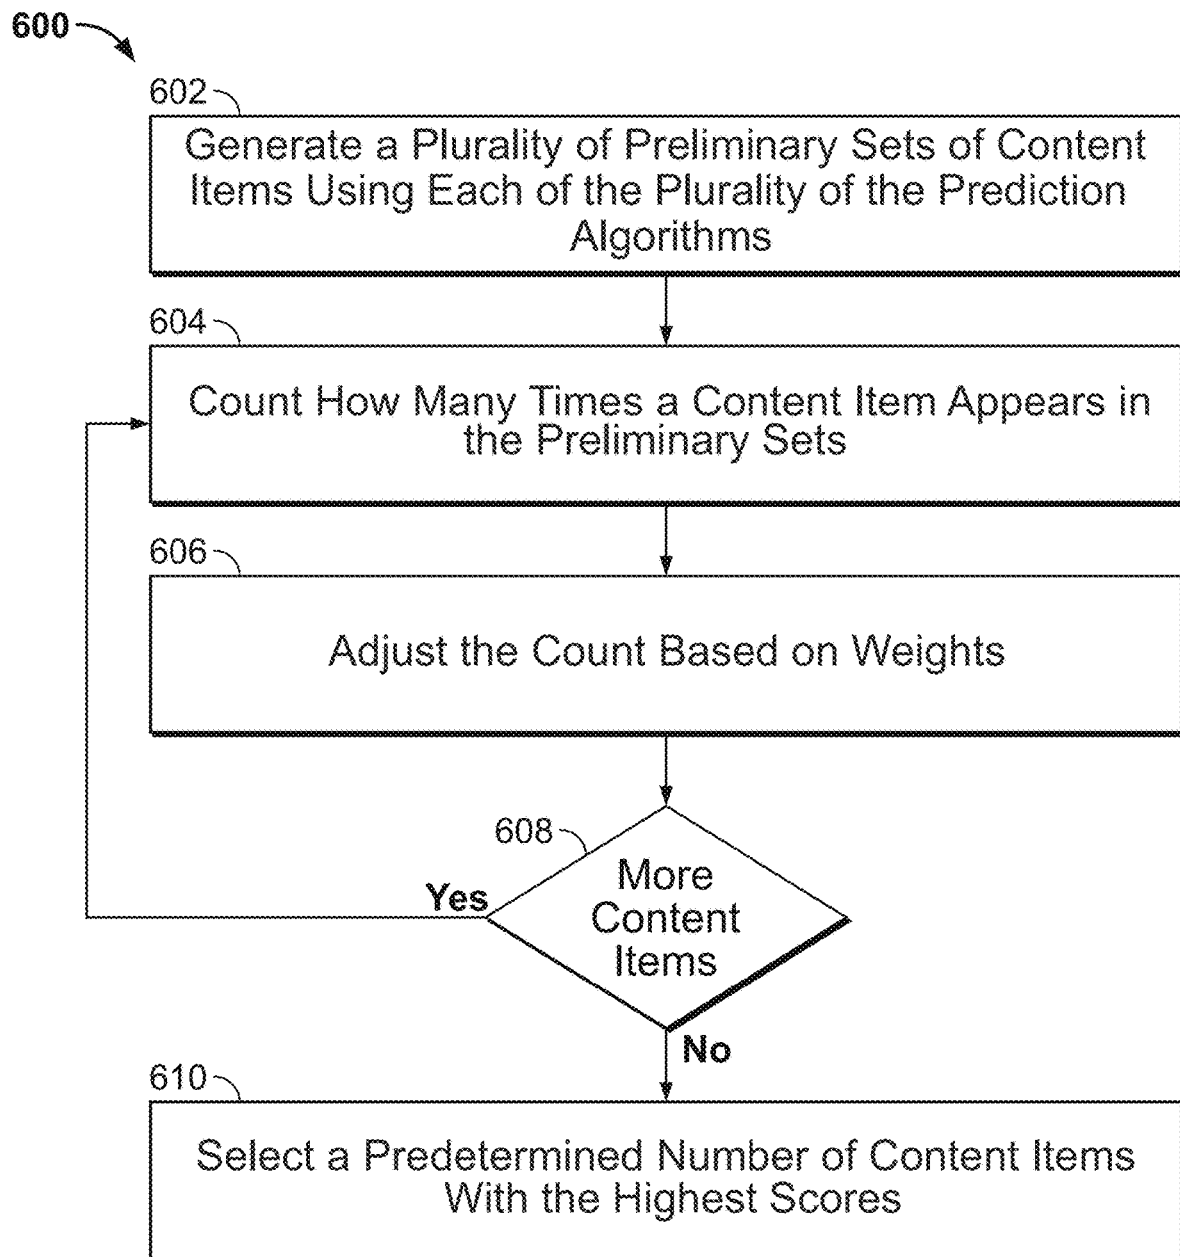 600
602
Generate a Plurality of Preliminary Sets of Content
Items Using Each of the Plurality of the Prediction
Algorithms
604
Count How Many Times a Content Item Appears in
the Preliminary Sets
606
Adjust the Count Based on Weights
608
More
Content
Items
Yes
No
610
Select a Predetermined Number of Content Items
With the Highest Scores